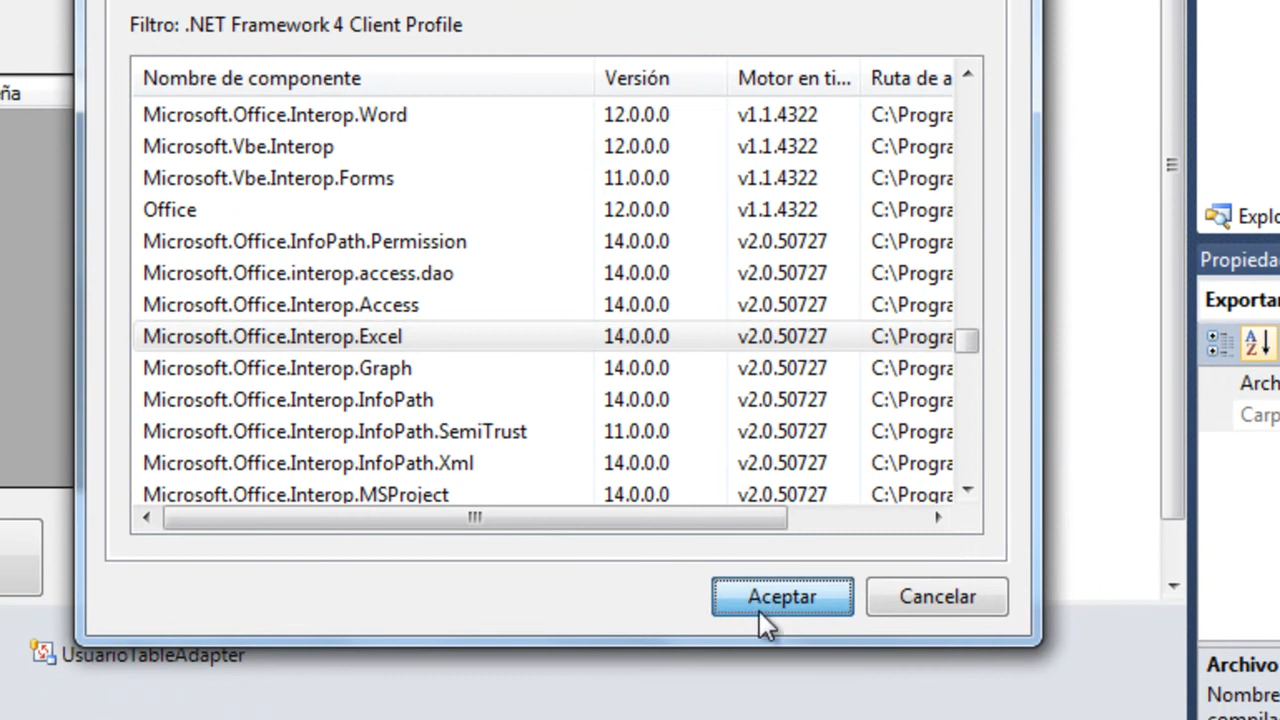 Filtro: .NET Framework 4 Client Profile
Nombre de componente Versión Motor en ti... Ruta de a
Microsoft.Office.Interop.Word 12.0.0.0 v1.1.4322 C:\Progra
Microsoft.Vbe.Interop 12.0.0.0 v1.1.4322 C:\Progra
Microsoft.Vbe.Interop.Forms 11.0.0.0 v1.1.4322 C:\Progra
Office 12.0.0.0 v1.1.4322 C:\Progra
Microsoft.Office.InfoPath.Permission 14.0.0.0 v2.0.50727 C:\Progra
Microsoft.Office.interop.access.dao 14.0.0.0 v2.0.50727 C:\Progra
Microsoft.Office.Interop.Access 14.0.0.0 v2.0.50727 C:\Progra
Microsoft.Office.Interop.Excel 14.0.0.0 v2.0.50727 C:\Progra
Microsoft.Office.Interop.Graph 14.0.0.0 v2.0.50727 C:\Progra
Microsoft.Office.Interop.InfoPath 14.0.0.0 v2.0.50727 C:\Progra
Microsoft.Office.Interop.InfoPath.SemiTrust 11.0.0.0 v2.0.50727 C:\Progra
Microsoft.Office.Interop.InfoPath.Xml 14.0.0.0 v2.0.50727 C:\Progra
Microsoft.Office.Interop.MSProject 14.0.0.0 v2.0.50727 C:\Progra
Aceptar Cancelar
ña
UsuarioTableAdapter
Explo
Propieda
Exportar
Arch
Carp
Archivo
Nombre